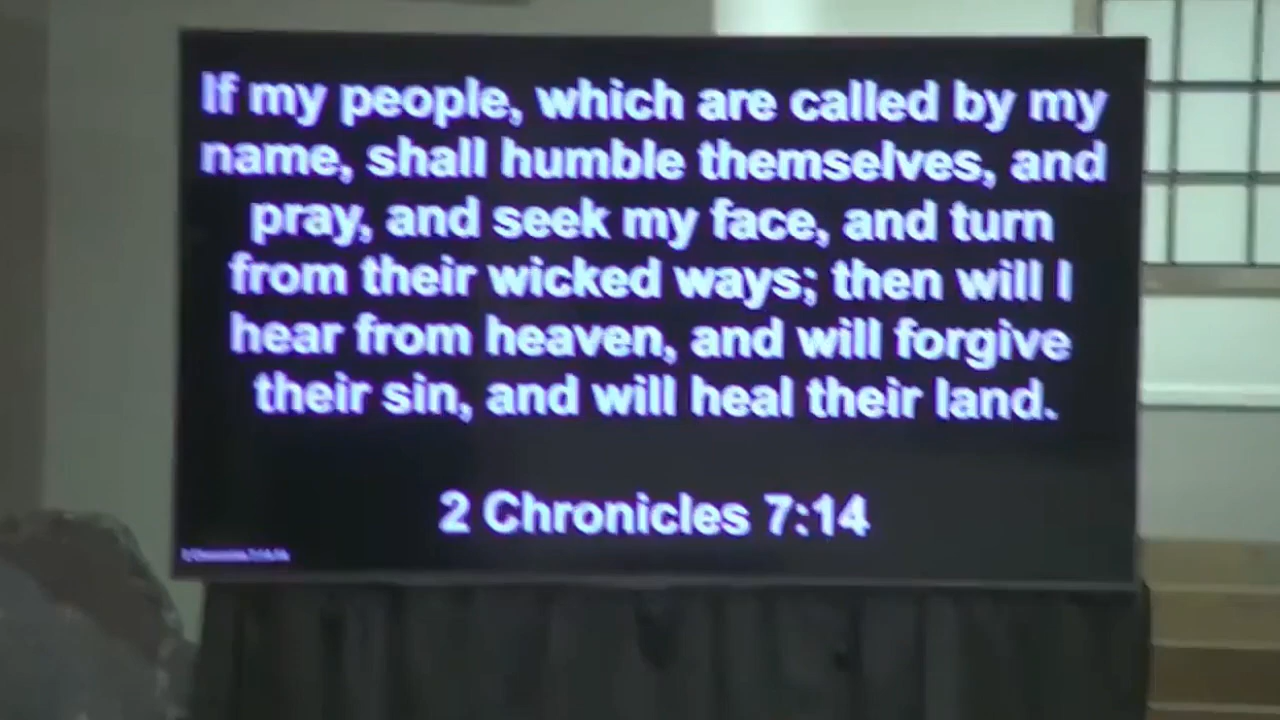 If my people, which are called by my
name, shall humble themselves, and
pray, and seek my face, and turn
from their wicked ways; then will I
hear from heaven, and will forgive
their sin, and will heal their land.
2 Chronicles 7:14